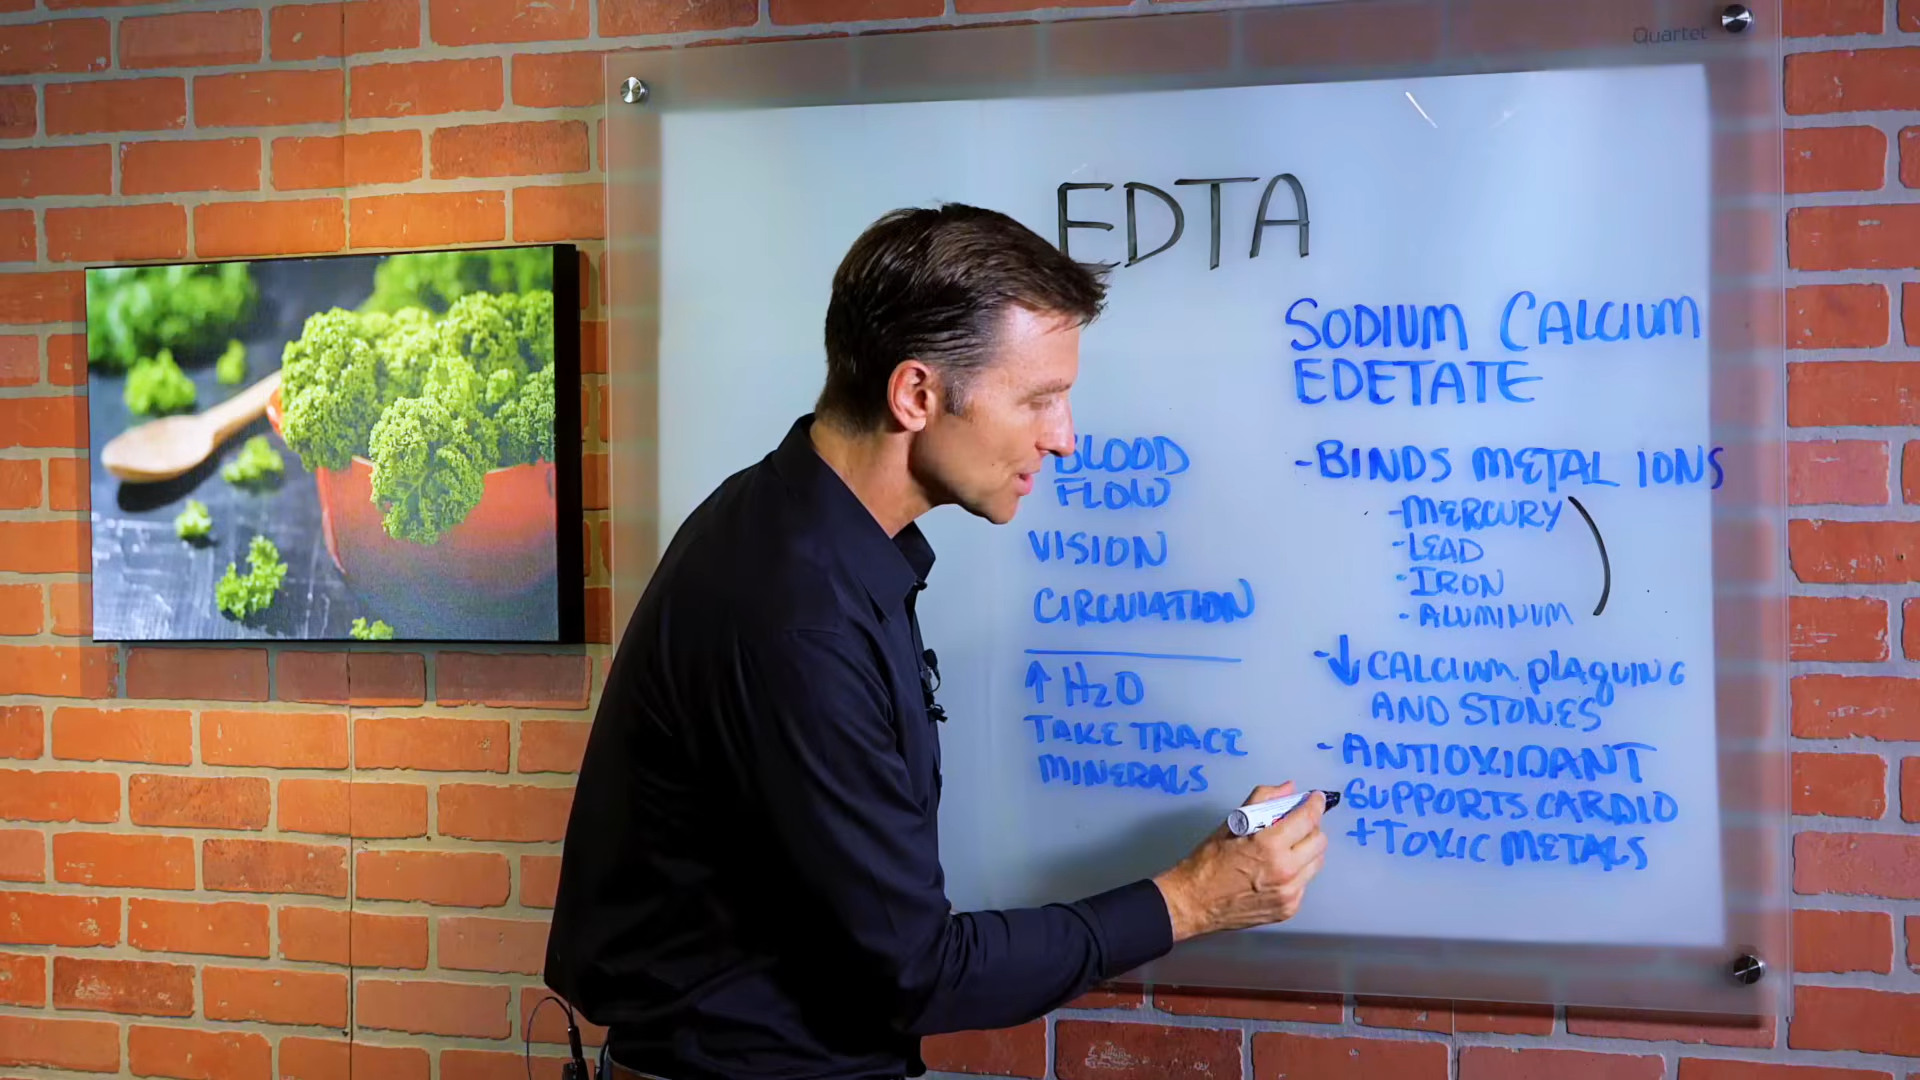 Quartet
EDTA
SODIUM CALCIUM
EDETATE
BLOOD
FLOW
VISION
CIRCULATION
↑ H2O
TAKE TRACE
MINERALS
-BINDS METAL IONS
-MERCURY
-LEAD
-IRON
-ALUMINUM
-↓ CALCIUM PLAQUING
AND STONES
-ANTIOXIDANT
SUPPORTS CARDIO
+TOXIC METALS